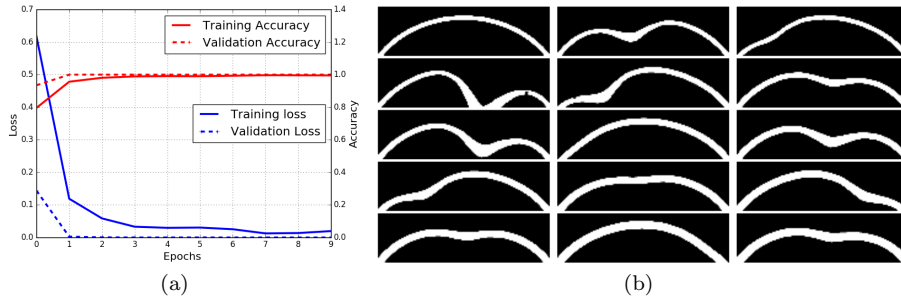 0.7
0.6
0.5
0.4
0.3
0.2
0.1
0.0
Loss
1.4
1.2
1.0
0.8
0.6
0.4
0.2
0.0
Accuracy
Training Accuracy
Validation Accuracy
Training loss
Validation Loss
0 1 2 3 4 5 6 7 8 9
Epochs
(a)
(b)